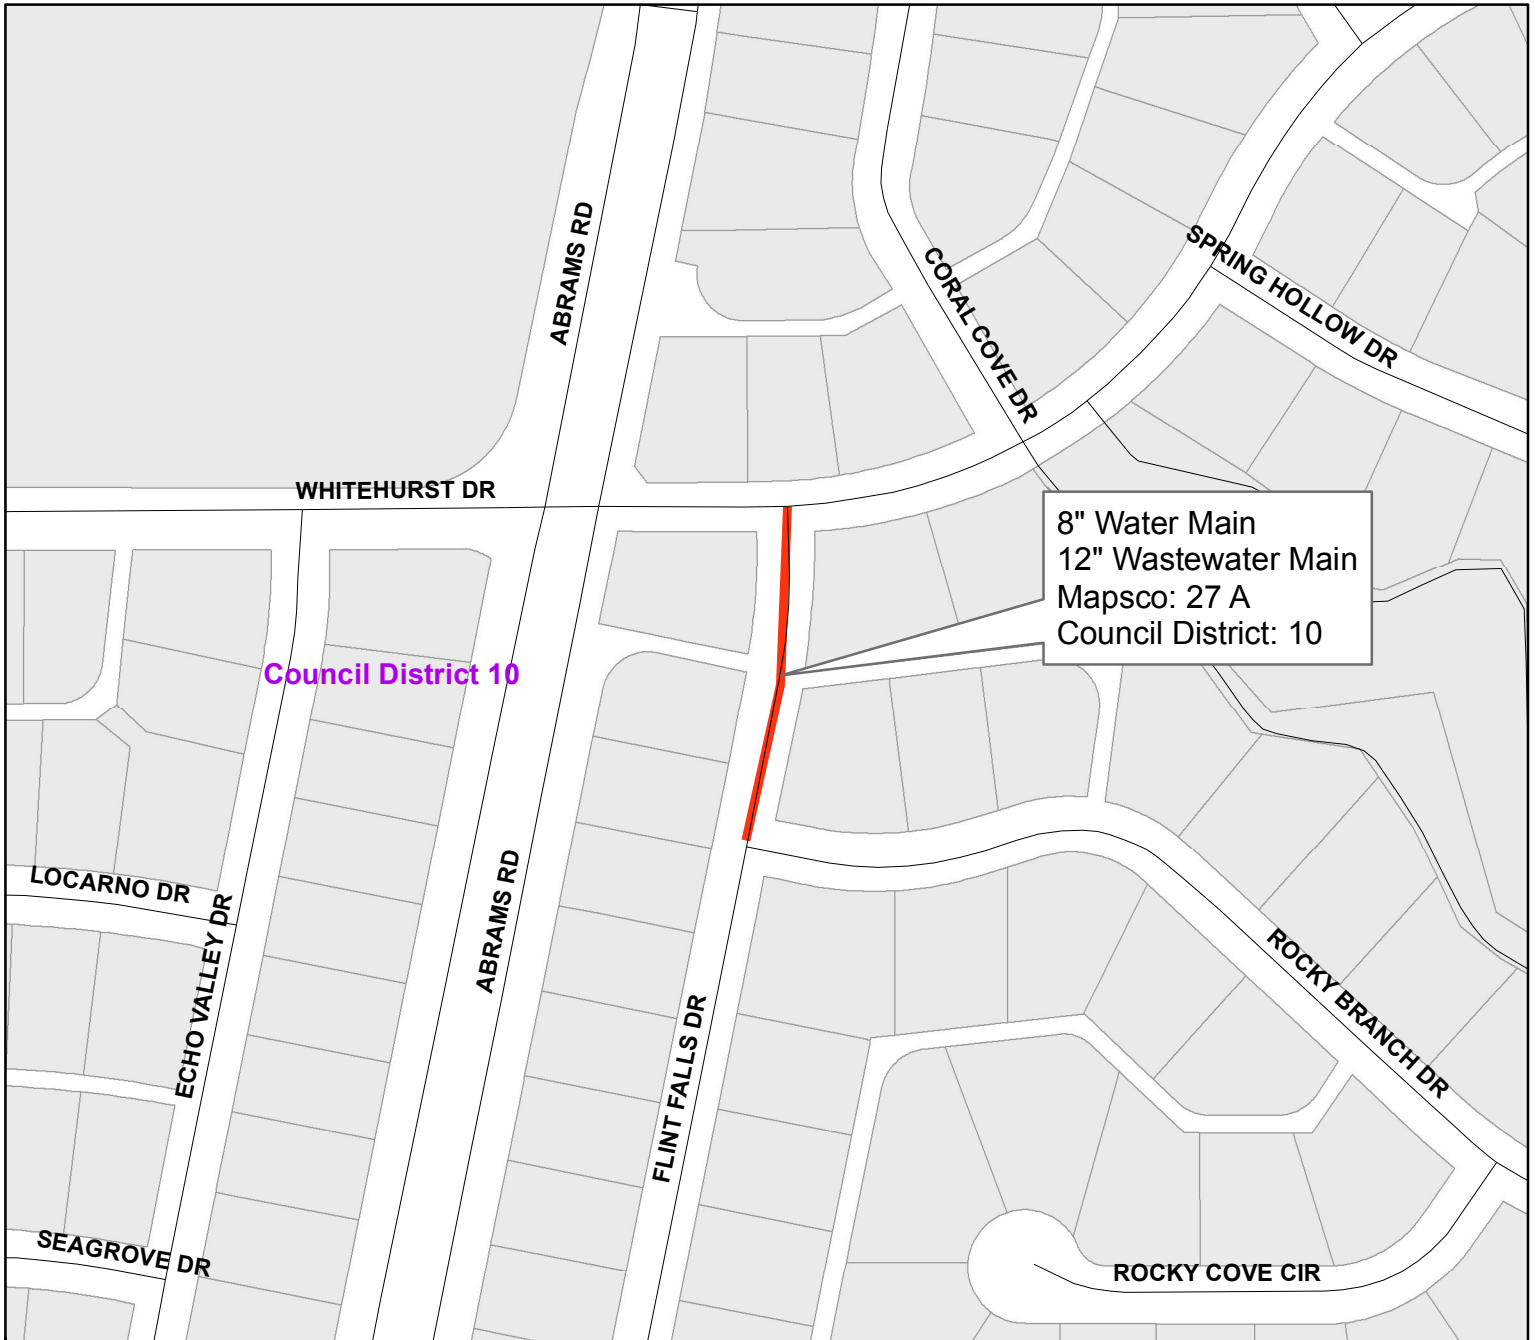 ABRAMS RD
CORAL COVE DR
SPRING HOLLOW DR
WHITEHURST DR
8" Water Main
12" Wastewater Main
Mapsco: 27 A
Council District: 10
Council District 10
LOCARNO DR
ECHO VALLEY DR
ABRAMS RD
FLINT FALLS DR
ROCKY BRANCH DR
SEAGROVE DR
ROCKY COVE CIR